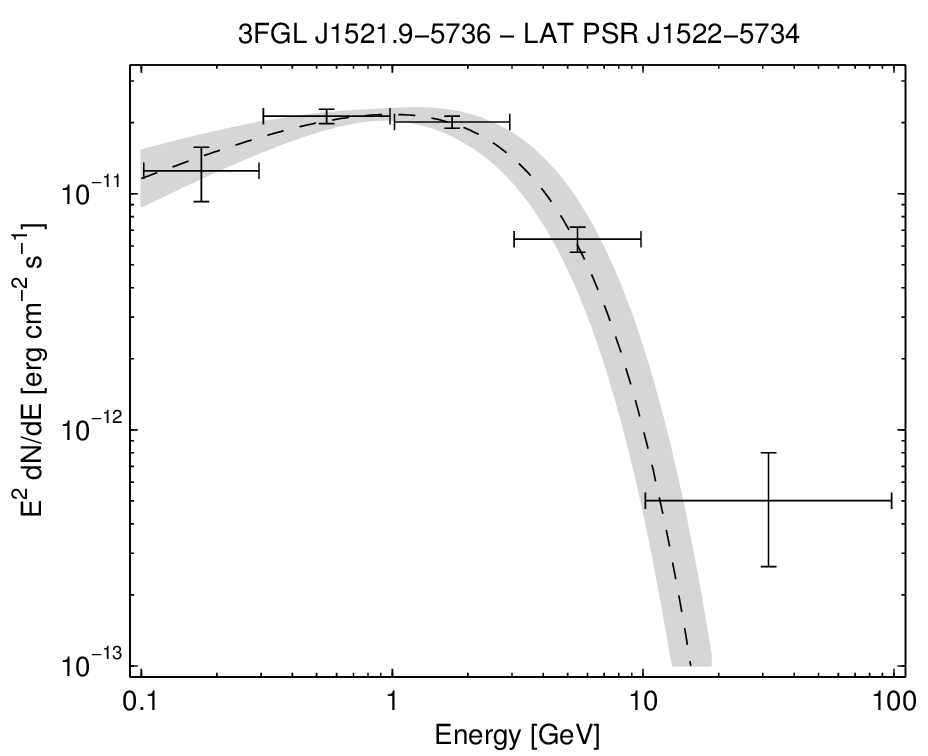 3FGL J1521.9−5736 − LAT PSR J1522−5734
E² dN/dE [erg cm⁻² s⁻¹]
10⁻¹¹
10⁻¹²
10⁻¹³
0.1 1 10 100
Energy [GeV]